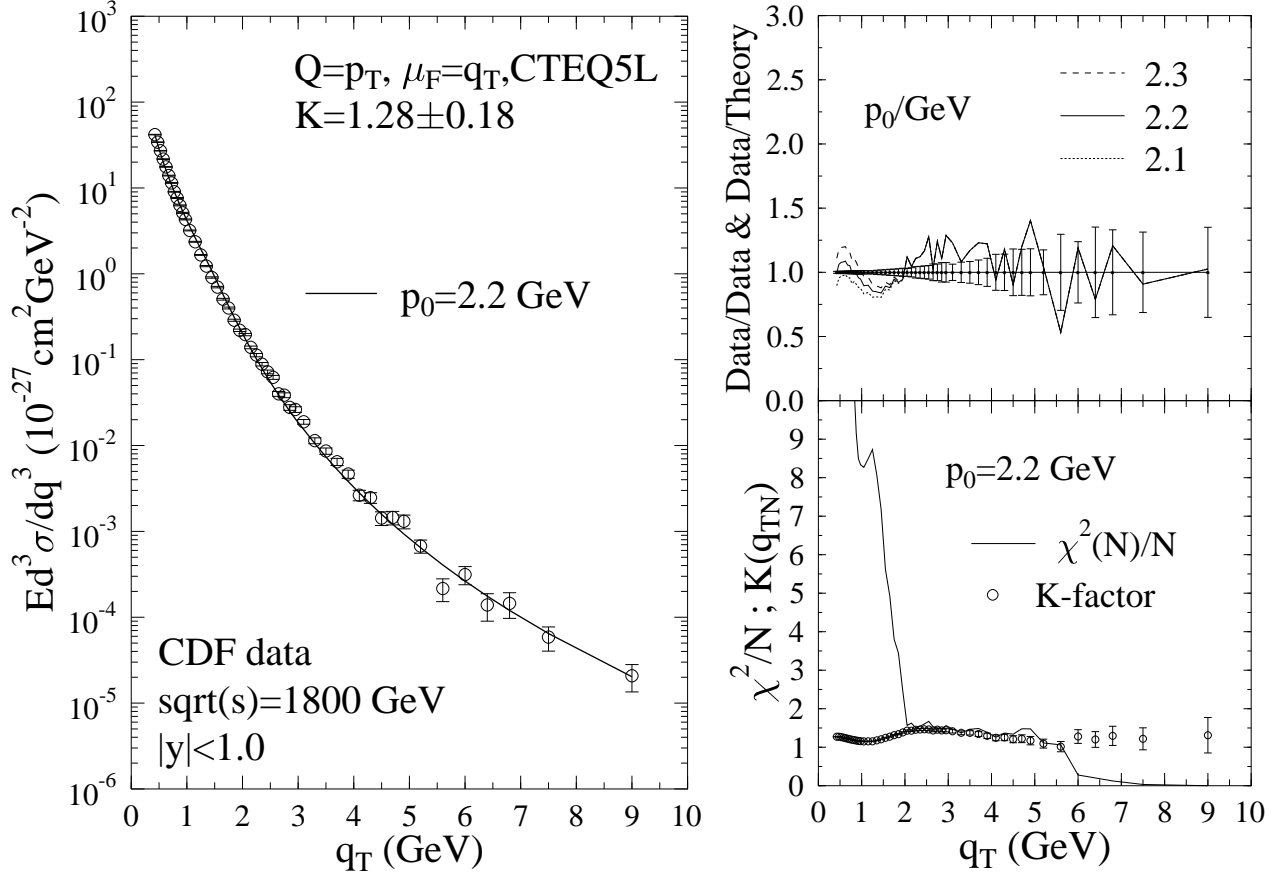 10^3
10^2
10^1
10^0
10^-1
10^-2
10^-3
10^-4
10^-5
10^-6
Ed^3σ/dq^3 (10^-27 cm^2GeV^-2)
Q=p_T, μ_F=q_T,CTEQ5L
K=1.28±0.18
p_0=2.2 GeV
CDF data
sqrt(s)=1800 GeV
|y|<1.0
0 1 2 3 4 5 6 7 8 9 10
q_T (GeV)
3.0
2.5
2.0
1.5
1.0
0.5
0.0
Data/Data & Data/Theory
p_0/GeV
2.3
2.2
2.1
9
8
7
6
5
4
3
2
1
0
χ^2/N ; K(q_TN)
p_0=2.2 GeV
χ^2(N)/N
K-factor
0 1 2 3 4 5 6 7 8 9 10
q_T (GeV)